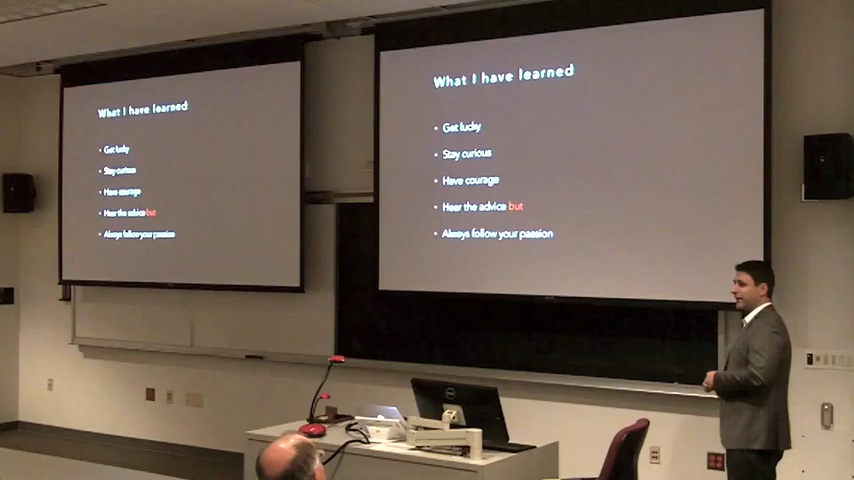 What I have learned
• Get lucky
• Stay curious
• Have courage
• Hear the advice but
• Always follow your passion
What I have learned
• Get lucky
• Stay curious
• Have courage
• Hear the advice but
• Always follow your passion
DELL